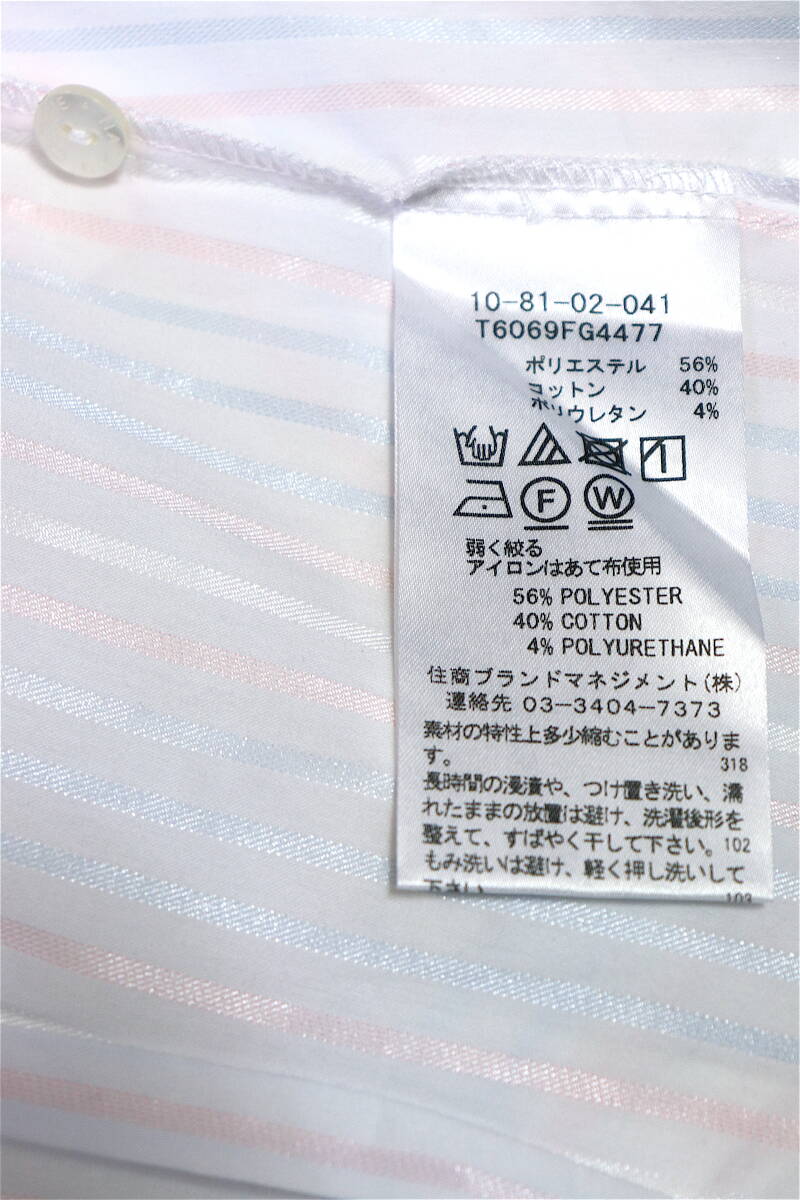 10-81-02-041
T6069FG4477
ポリエステル 56%
コットン 40%
ポリウレタン 4%
F W
弱く絞る
アイロンはあて布使用
56% POLYESTER
40% COTTON
4% POLYURETHANE
住商ブランドマネジメント(株)
連絡先 03-3404-7373
素材の特性上多少縮むことがありま
す。 318
長時間の浸漬や、つけ置き洗い、濡
れたままの放置は避け、洗濯後形を
整えて、すばやく干して下さい。102
もみ洗いは避け、軽く押し洗いして
下さい 103